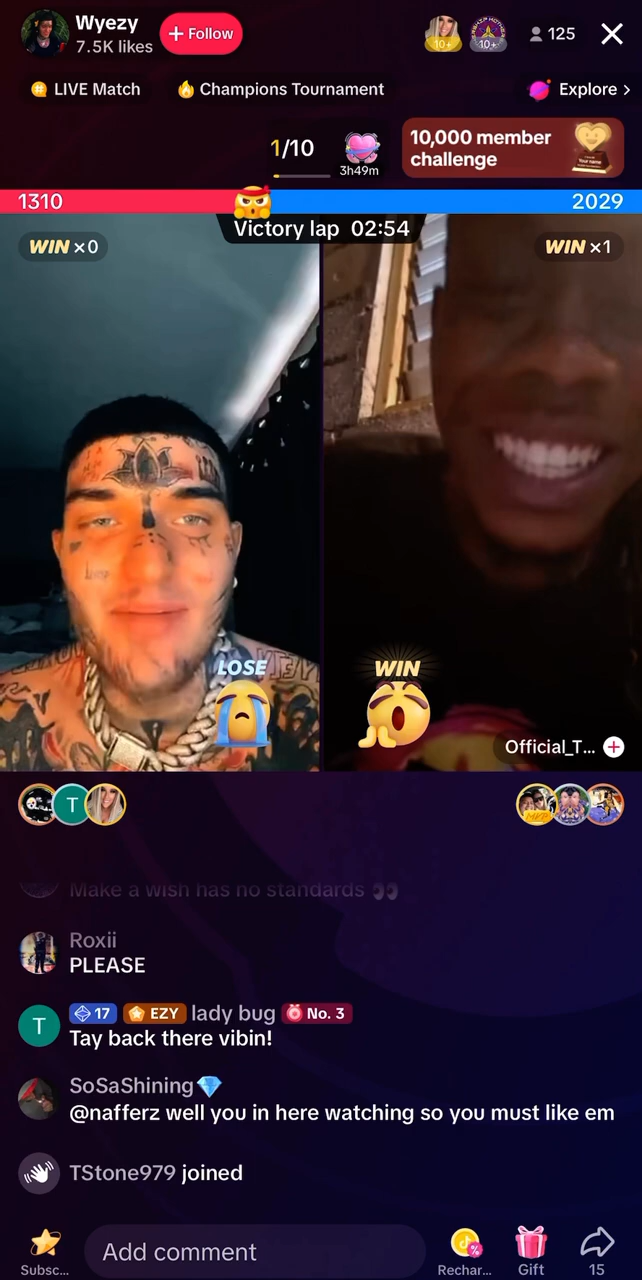 Wyezy
7.5K likes
+ Follow
10+
10+
125
LIVE Match
Champions Tournament
Explore >
1/10
3h49m
10,000 member
challenge
1310
2029
Victory lap 02:54
WIN ×0
WIN ×1
LOSE
WIN
Official_T...
T
Make a wish has no standards 👀
Roxii
PLEASE
T
17 EZY lady bug No. 3
Tay back there vibin!
SoSaShining💎
@nafferz well you in here watching so you must like em
TStone979 joined
Add comment
Subsc...
Rechar...
Gift
15